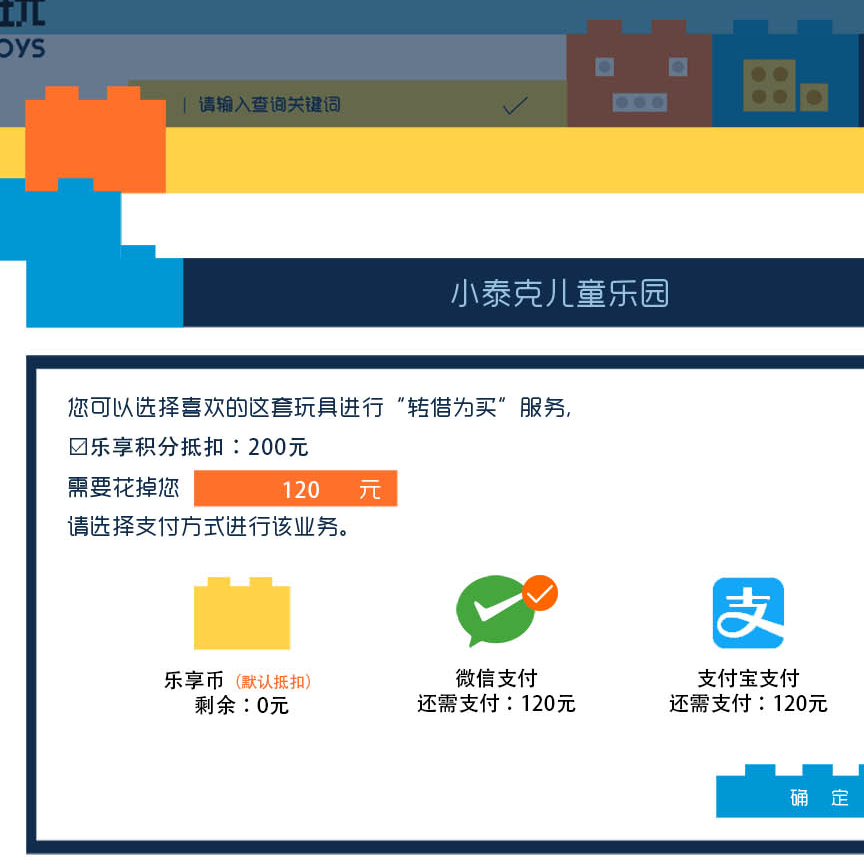 玩
OYS
请输入查询关键词
小泰克儿童乐园
您可以选择喜欢的这套玩具进行“转借为买”服务,
☑乐享积分抵扣：200元
需要花掉您 120 元
请选择支付方式进行该业务。
乐享币（默认抵扣）
剩余：0元
微信支付
还需支付：120元
支
支付宝支付
还需支付：120元
确 定